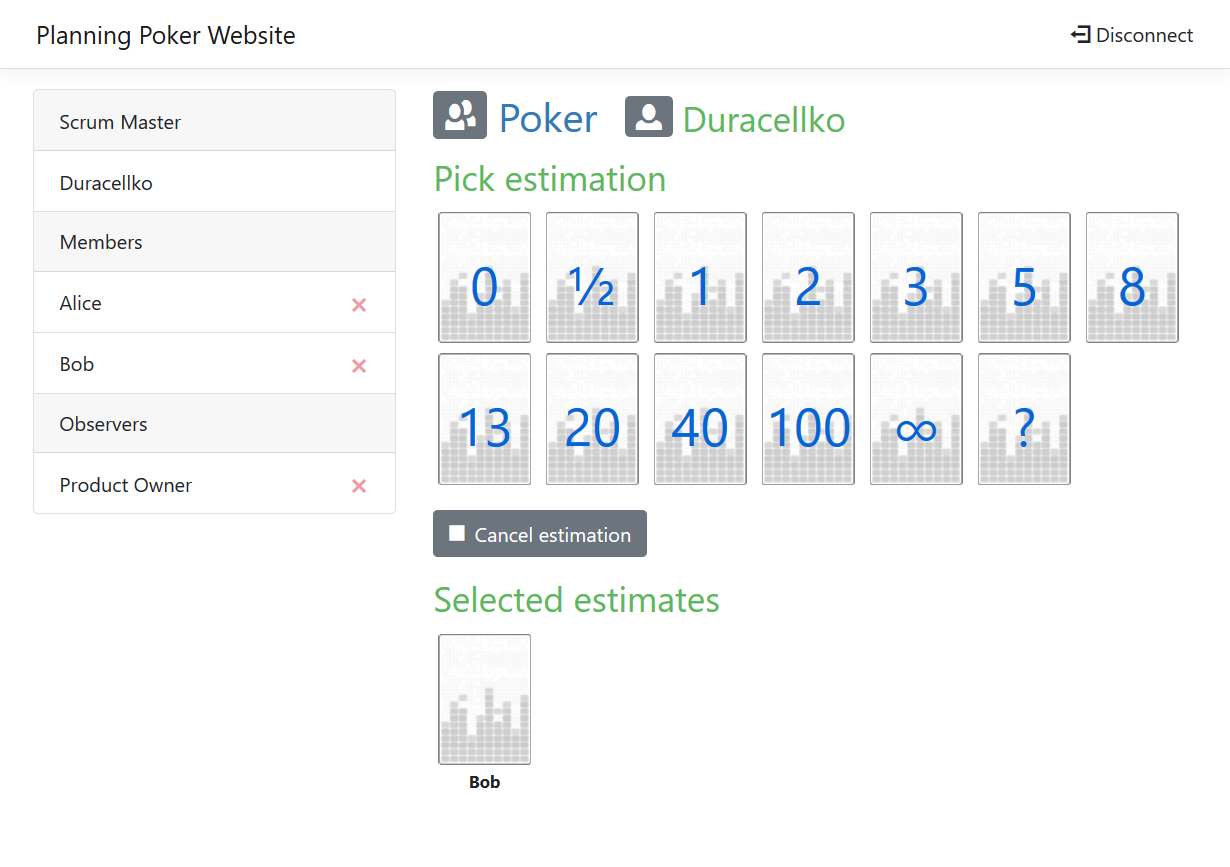 Planning Poker Website
Disconnect
Scrum Master
Duracellko
Members
Alice
Bob
Observers
Product Owner
Poker Duracellko
Pick estimation
0 ½ 1 2 3 5 8
13 20 40 100 ∞ ?
Cancel estimation
Selected estimates
Bob